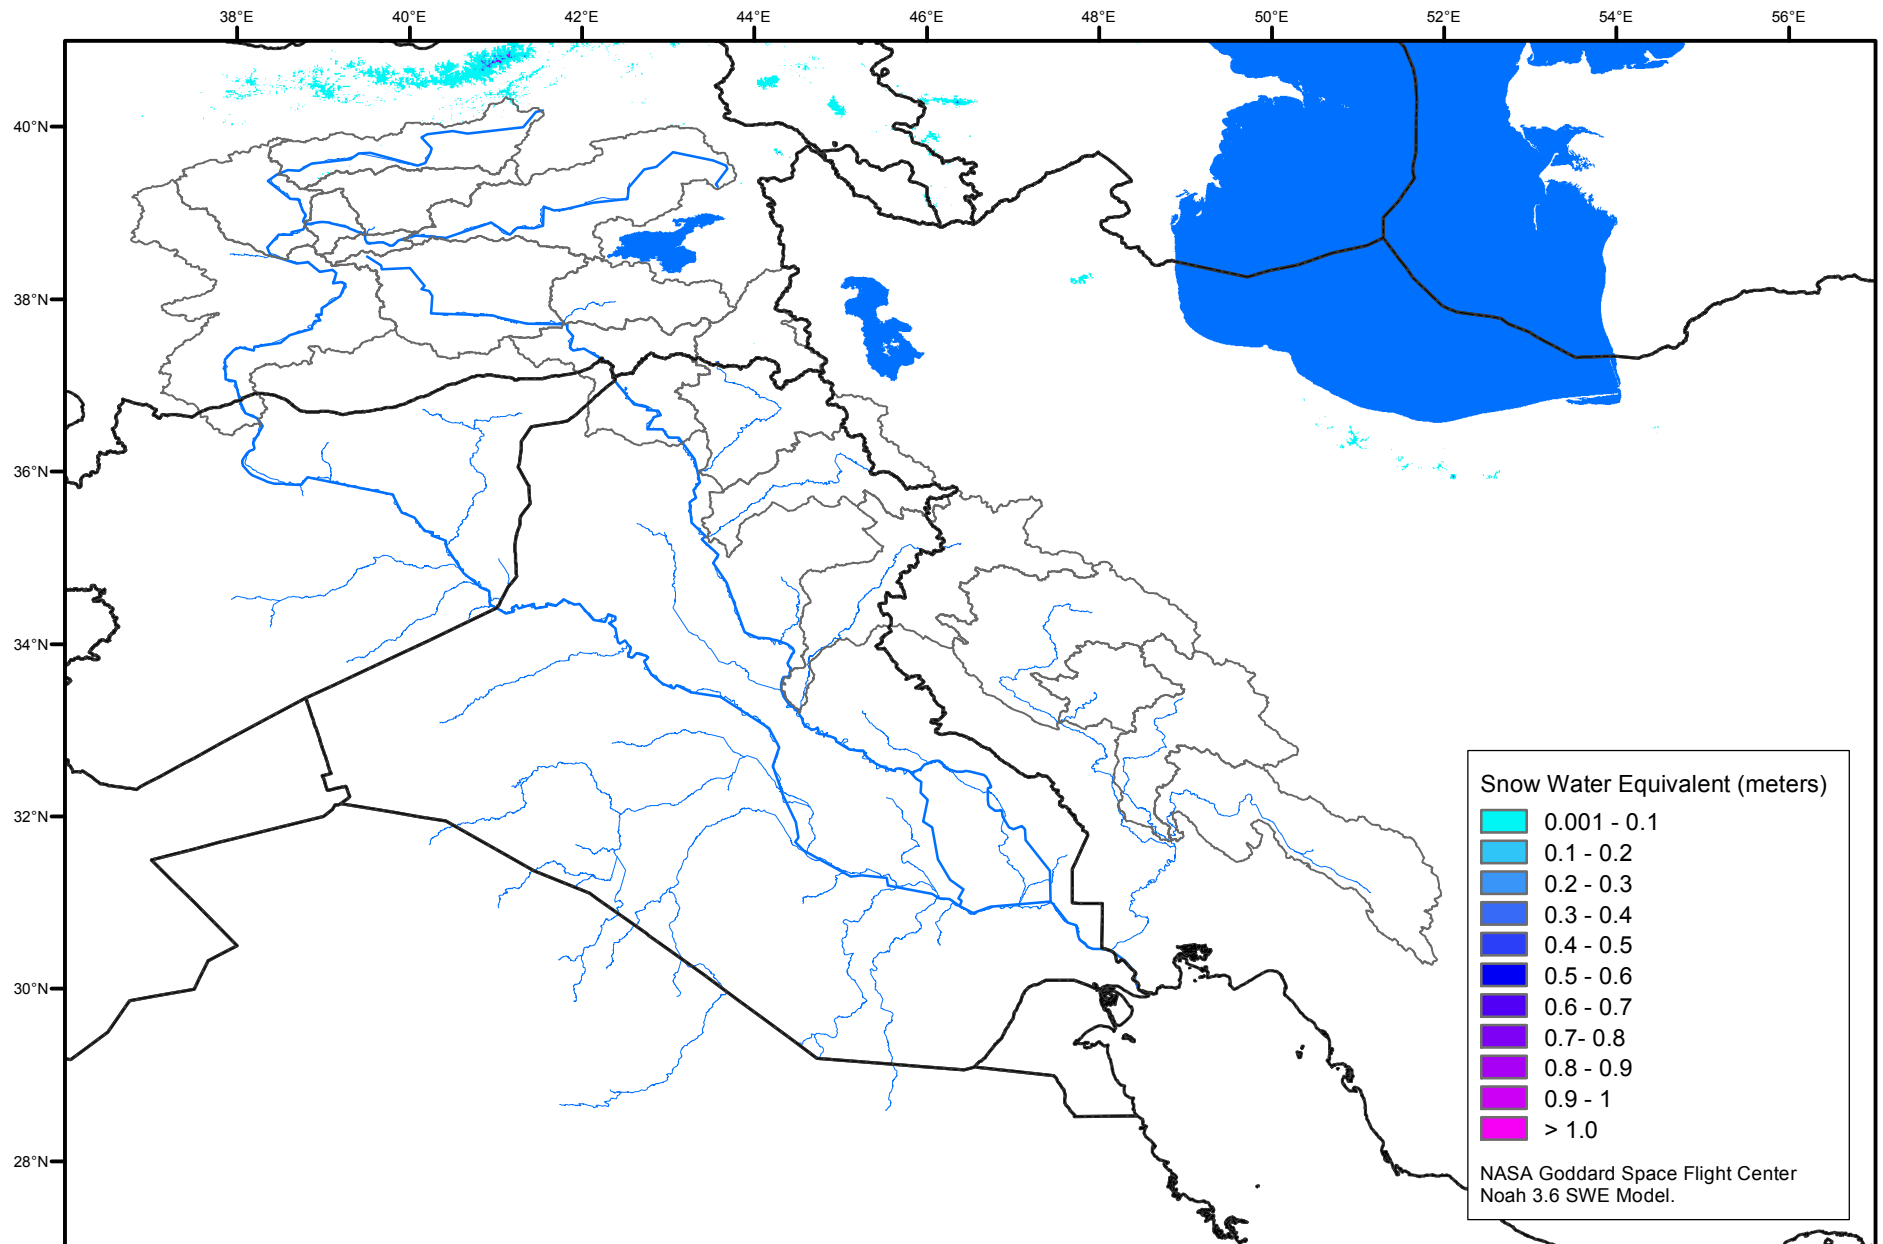 38°E 40°E 42°E 44°E 46°E 48°E 50°E 52°E 54°E 56°E
40°N
38°N
36°N
34°N
32°N
30°N
28°N
Snow Water Equivalent (meters)
0.001 - 0.1
0.1 - 0.2
0.2 - 0.3
0.3 - 0.4
0.4 - 0.5
0.5 - 0.6
0.6 - 0.7
0.7- 0.8
0.8 - 0.9
0.9 - 1
> 1.0
NASA Goddard Space Flight Center
Noah 3.6 SWE Model.